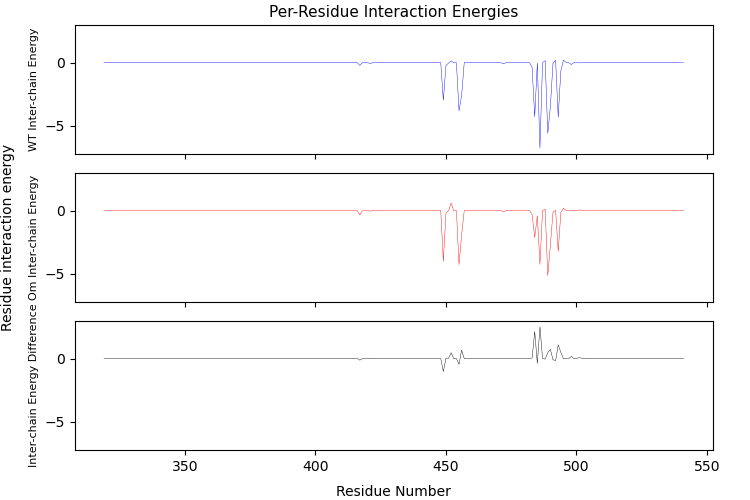 Per-Residue Interaction Energies
Residue interaction energy
WT Inter-chain Energy
0
−5
Om Inter-chain Energy
0
−5
Inter-chain Energy Difference
0
−5
350
400
450
500
550
Residue Number